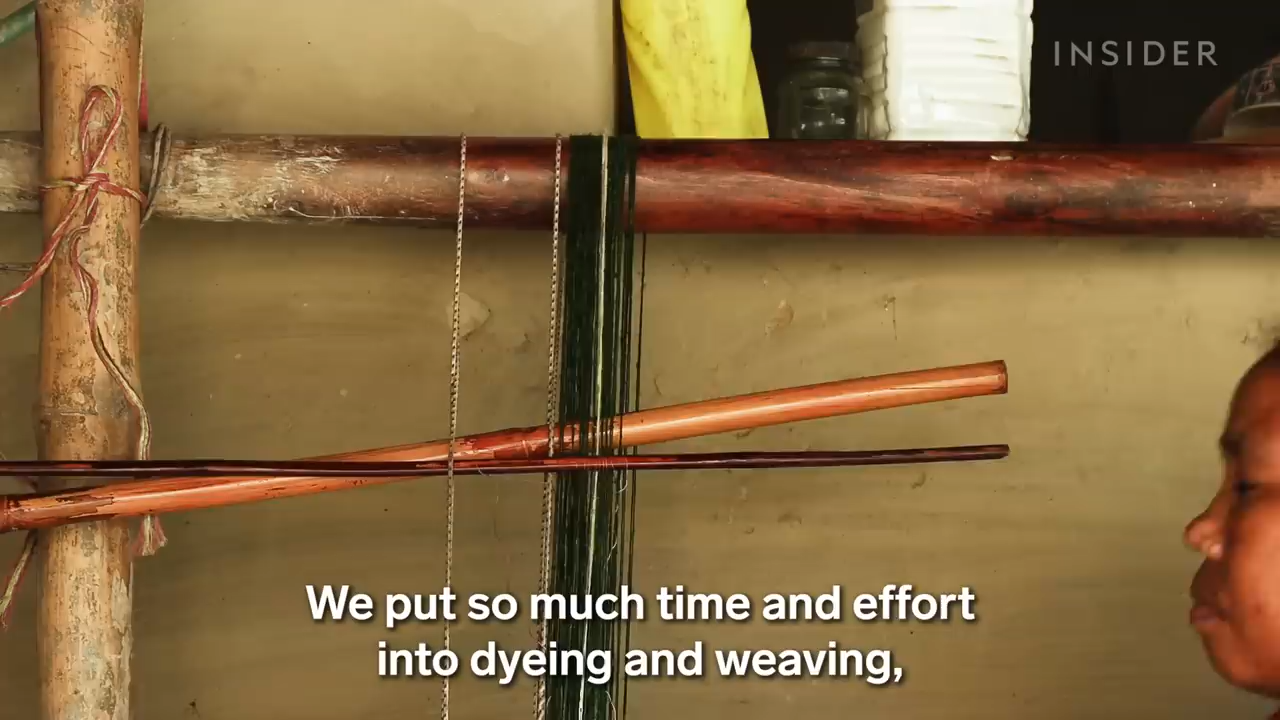 INSIDER
We put so much time and effort
into dyeing and weaving,